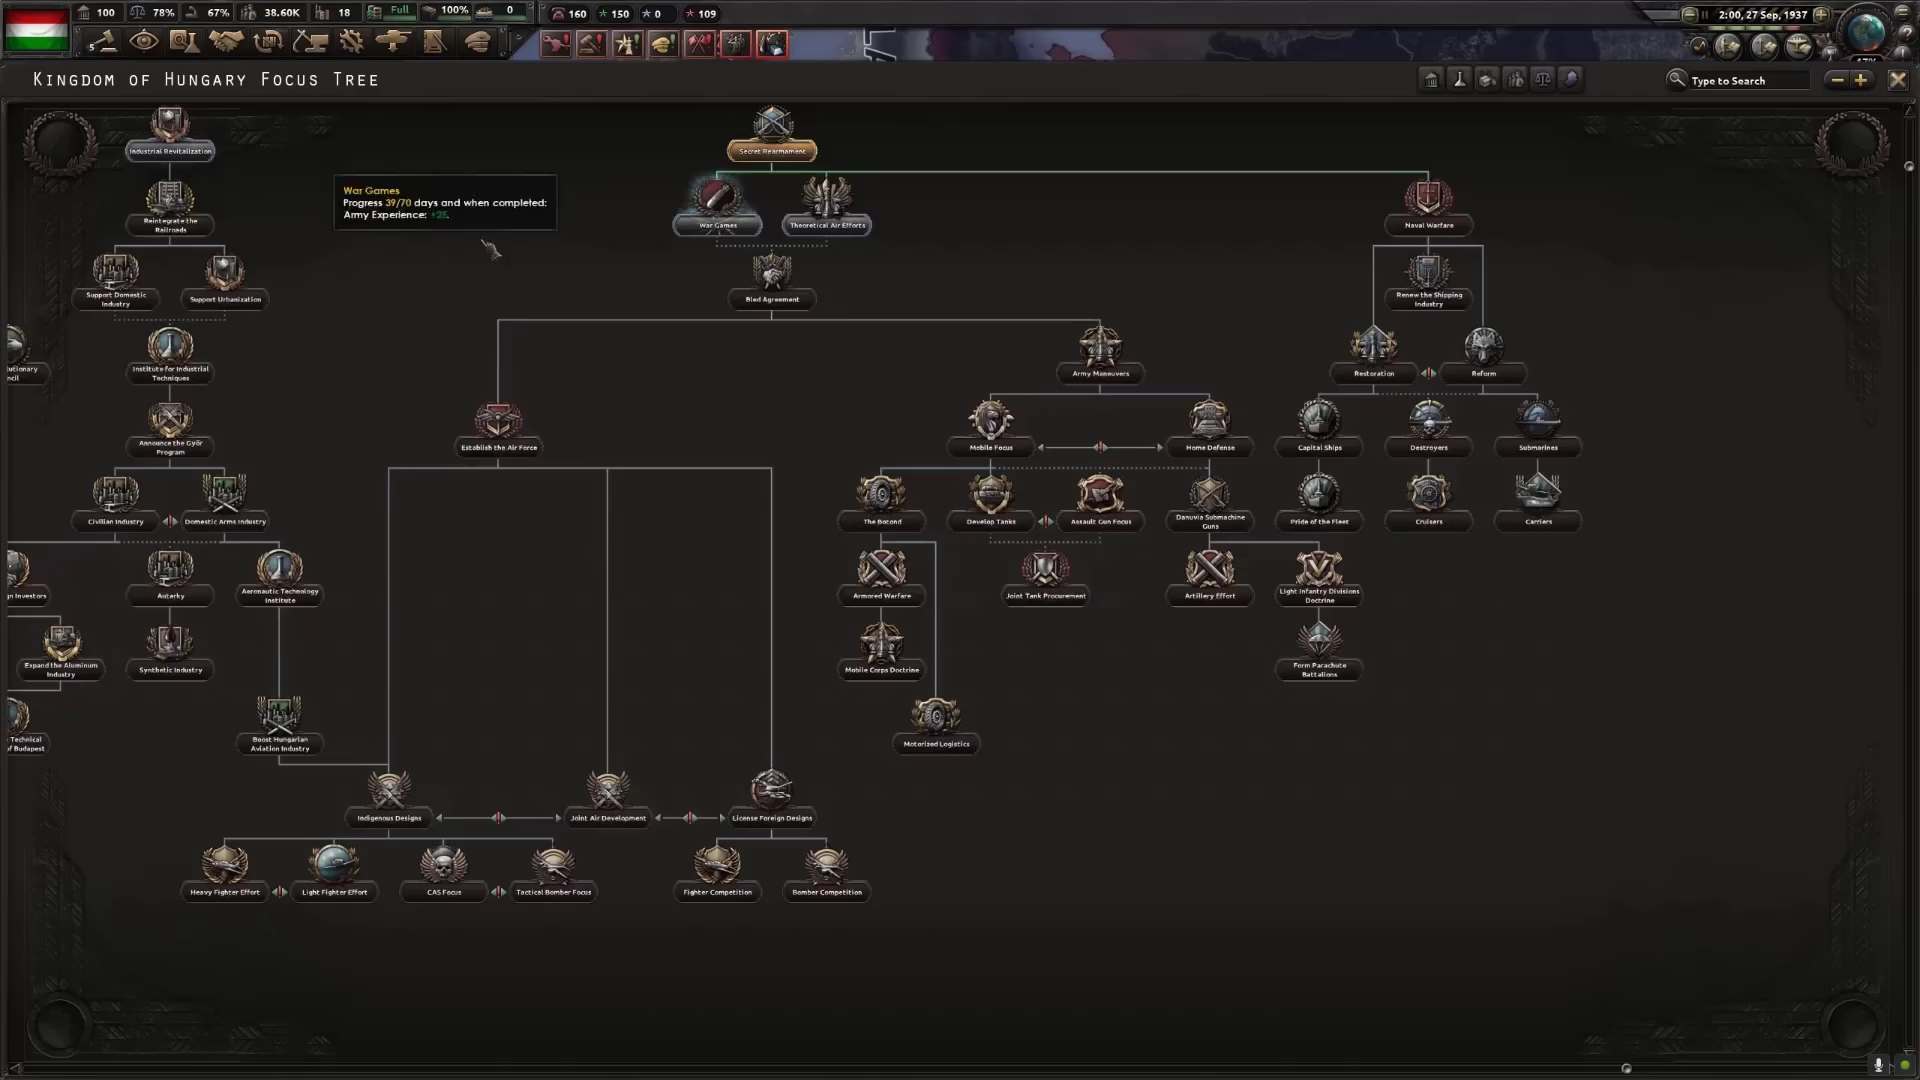 100 78% 67% 38.60K 18 Full 100% 0 160 150 0 109 2:00, 27 Sep, 1937
5
Kingdom of Hungary Focus Tree
Type to Search
Industrial Revitalization
Secret Rearmament
War Games
Progress 39/70 days and when completed:
Army Experience: +25.
Reintegrate the
Railroads
War Games
Theoretical Air Efforts
Naval Warfare
Support Domestic
Industry
Support Urbanization
Bled Agreement
Renew the Shipping
Industry
Institute for Industrial
Techniques
Army Maneuvers
Restoration
Reform
Announce the Győr
Program
Establish the Air Force
Mobile Focus
Home Defense
Capital Ships
Destroyers
Submarines
Civilian Industry
Domestic Arms Industry
The Botond
Develop Tanks
Assault Gun Focus
Danuvia Submachine
Guns
Pride of the Fleet
Cruisers
Carriers
Investors
Autarky
Aeronautic Technology
Institute
Armored Warfare
Joint Tank Procurement
Artillery Effort
Light Infantry Divisions
Doctrine
Expand the Aluminum
Industry
Synthetic Industry
Mobile Corps Doctrine
Form Parachute
Battalions
Technical
of Budapest
Boost Hungarian
Aviation Industry
Motorized Logistics
Indigenous Designs
Joint Air Development
License Foreign Designs
Heavy Fighter Effort
Light Fighter Effort
CAS Focus
Tactical Bomber Focus
Fighter Competition
Bomber Competition